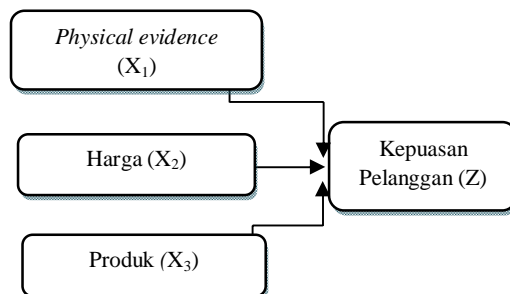 Physical evidence
(X₁)
Harga (X₂)
Kepuasan
Pelanggan (Z)
Produk (X₃)